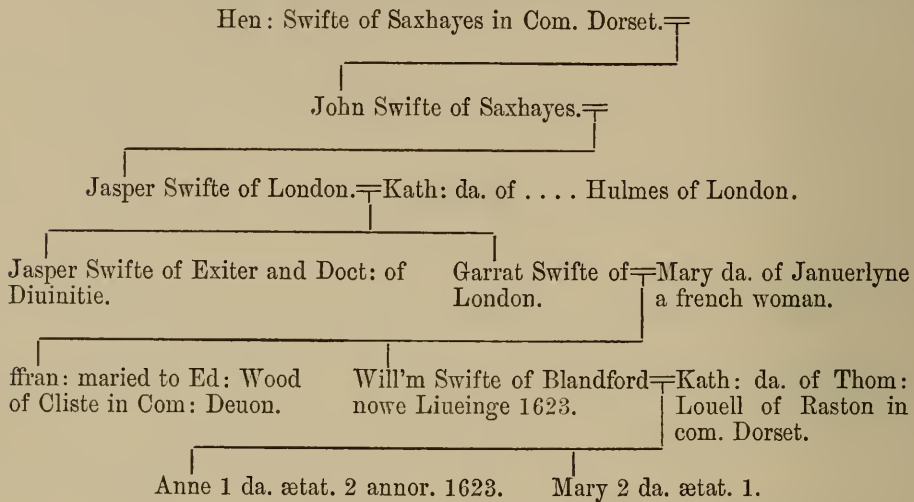 Hen: Swifte of Saxhayes in Com. Dorset.
John Swifte of Saxhayes.
Jasper Swifte of London. Kath: da. of .... Hulmes of London.
Jasper Swifte of Exiter and Doct: of
Diuinitie.
Garrat Swifte of
London.
Mary da. of Januerlyne
a french woman.
ffran: maried to Ed: Wood
of Cliste in Com: Deuon.
Will'm Swifte of Blandford
nowe Liueinge 1623.
Kath: da. of Thom:
Louell of Raston in
com. Dorset.
Anne 1 da. ætat. 2 annor. 1623. Mary 2 da. ætat. 1.